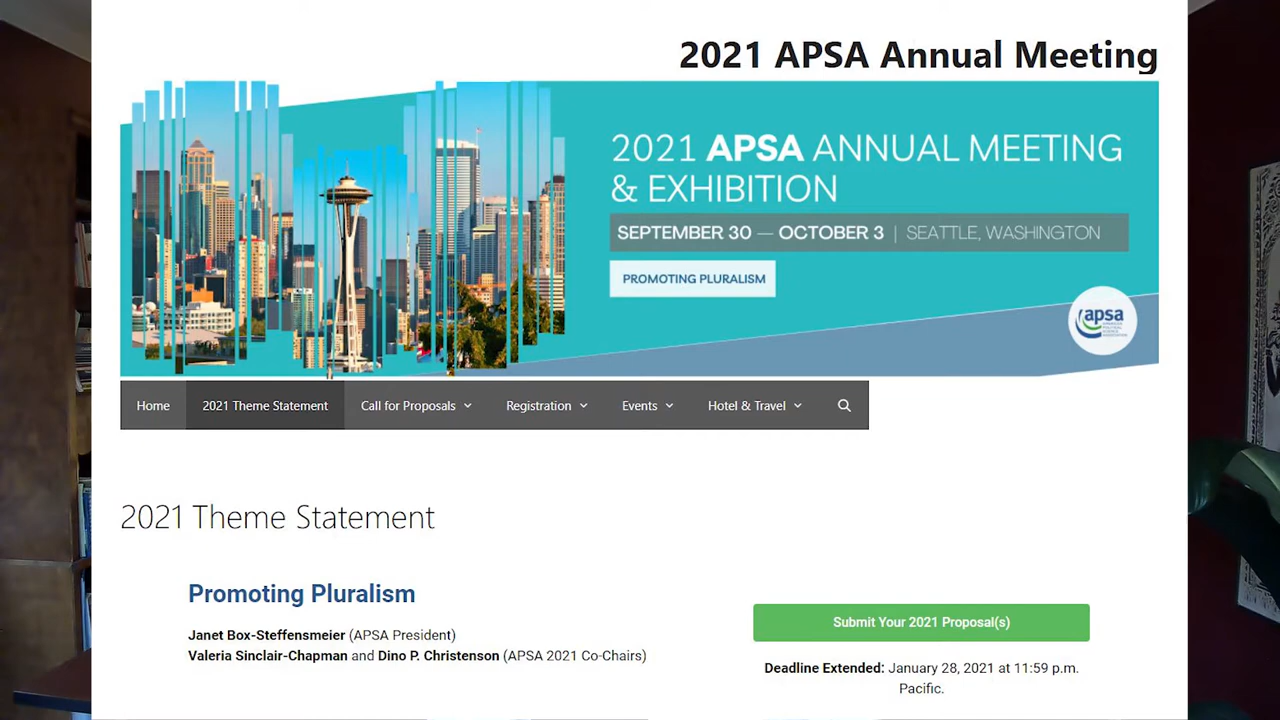 2021 APSA Annual Meeting
2021 APSA ANNUAL MEETING
& EXHIBITION
SEPTEMBER 30 — OCTOBER 3 | SEATTLE, WASHINGTON
PROMOTING PLURALISM
apsa
Home
2021 Theme Statement
Call for Proposals
Registration
Events
Hotel & Travel
2021 Theme Statement
Promoting Pluralism
Janet Box-Steffensmeier (APSA President)
Valeria Sinclair-Chapman and Dino P. Christenson (APSA 2021 Co-Chairs)
Submit Your 2021 Proposal(s)
Deadline Extended: January 28, 2021 at 11:59 p.m.
Pacific.